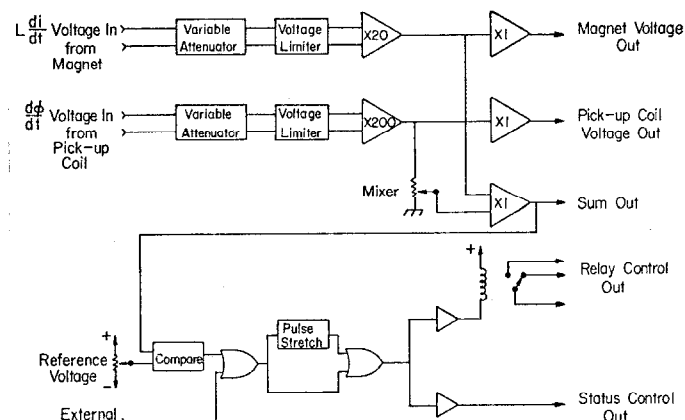 L di/dt Voltage In
from
Magnet
Variable
Attenuator
Voltage
Limiter
X20
X1
Magnet Voltage
Out
dϕ/dt Voltage In
from
Pick-up
Coil
Variable
Attenuator
Voltage
Limiter
X200
X1
Pick-up Coil
Voltage Out
Mixer
X1
Sum Out
+
Relay Control
Out
+
Reference
Voltage
-
Compare
Pulse
Stretch
External
Status Control
Out